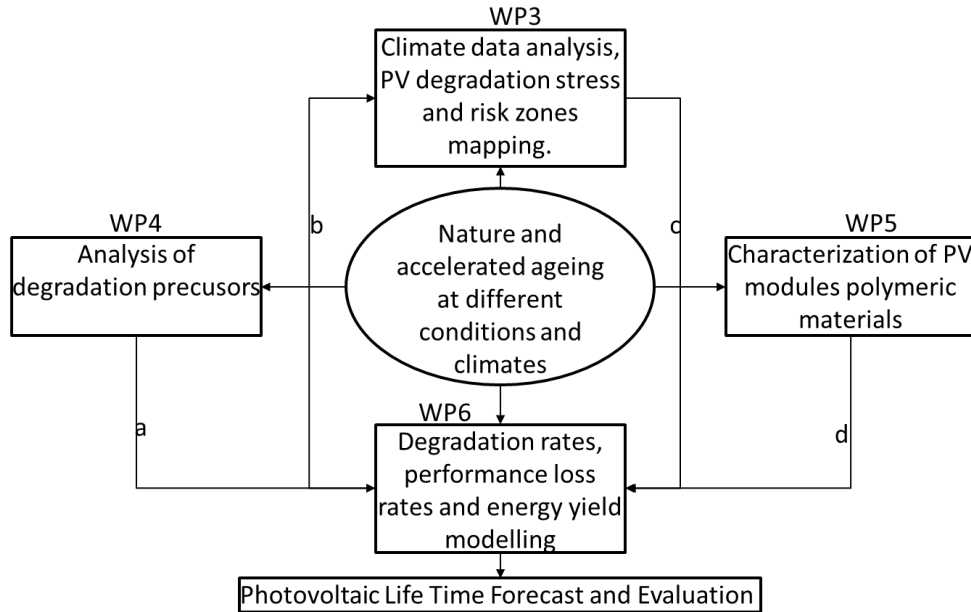 WP3
Climate data analysis,
PV degradation stress
and risk zones
mapping.
b
c
WP4
Analysis of
degradation precusors
Nature and
accelerated ageing
at different
conditions and
climates
WP5
Characterization of PV
modules polymeric
materials
a
d
WP6
Degradation rates,
performance loss
rates and energy yield
modelling
Photovoltaic Life Time Forecast and Evaluation